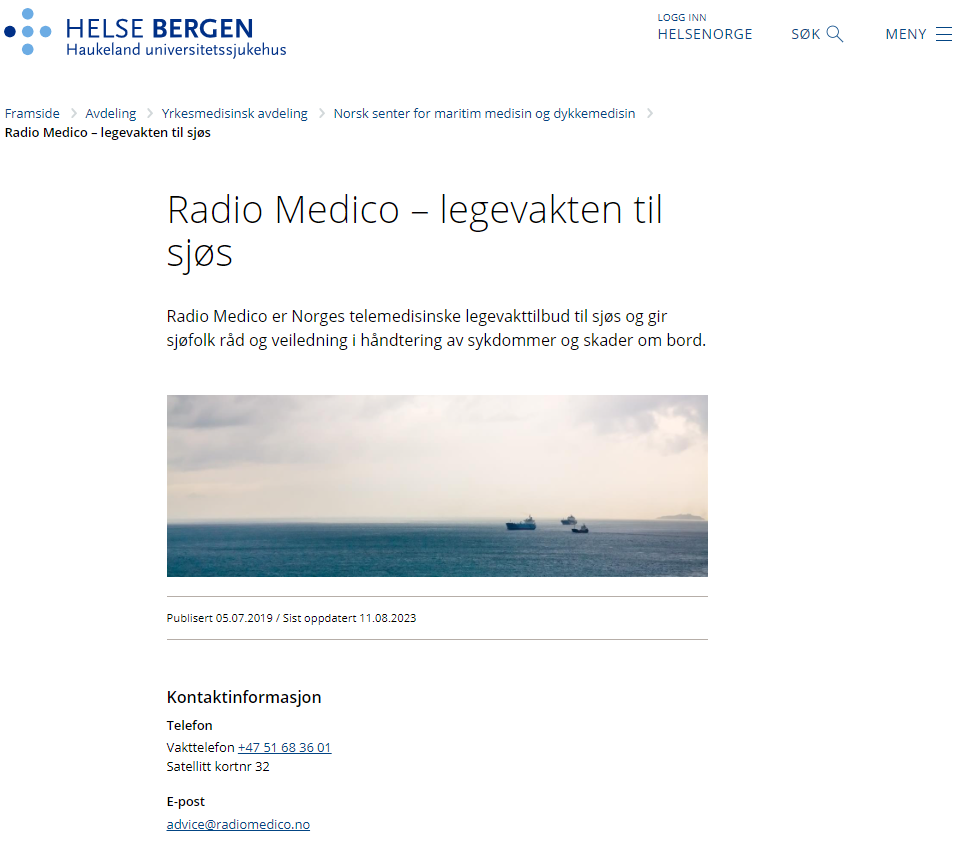 HELSE BERGEN
Haukeland universitetssjukehus
LOGG INN
HELSENORGE
SØK
MENY
Framside
Avdeling
Yrkesmedisinsk avdeling
Norsk senter for maritim medisin og dykkemedisin
Radio Medico – legevakten til sjøs
Radio Medico – legevakten til
sjøs
Radio Medico er Norges telemedisinske legevakttilbud til sjøs og gir
sjøfolk råd og veiledning i håndtering av sykdommer og skader om bord.
Publisert 05.07.2019 / Sist oppdatert 11.08.2023
Kontaktinformasjon
Telefon
Vakttelefon +47 51 68 36 01
Satellitt kortnr 32
E-post
advice@radiomedico.no